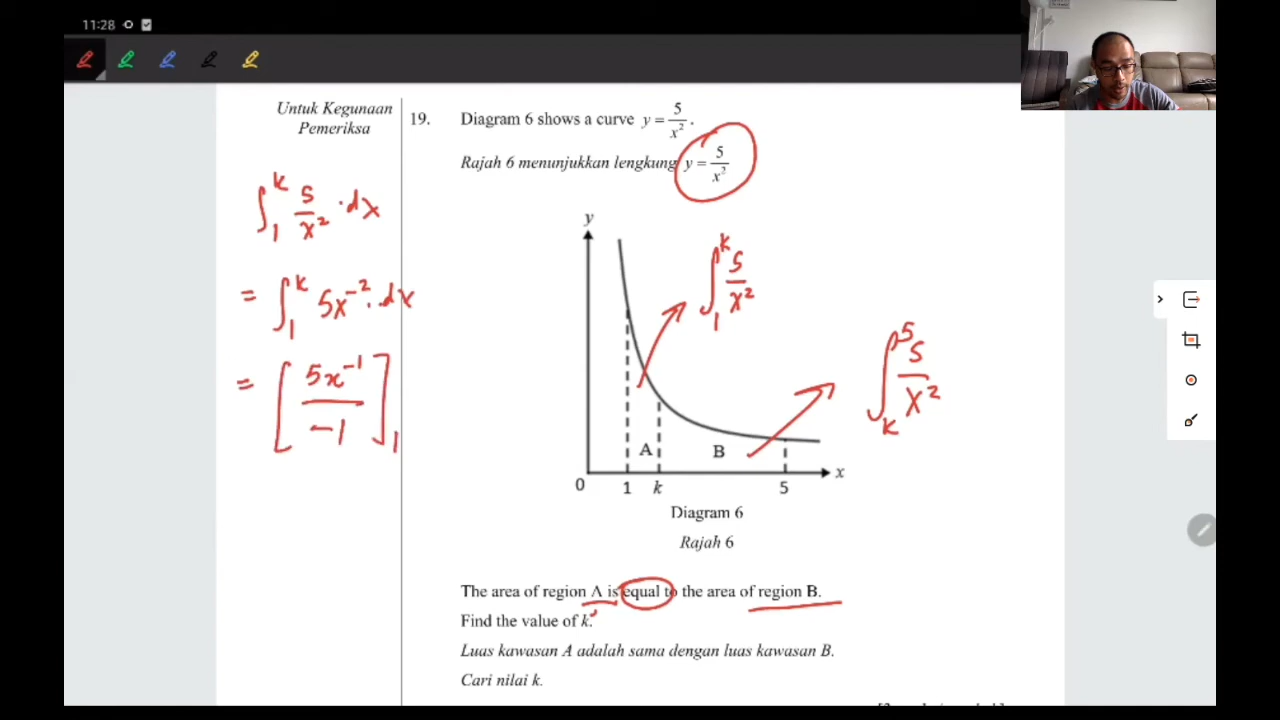 11:28
Untuk Kegunaan
Pemeriksa
19. Diagram 6 shows a curve y = 5/x².
Rajah 6 menunjukkan lengkung y = 5/x²
∫₁ᵏ 5/x² · dx
= ∫₁ᵏ 5x⁻² · dx
= [5x⁻¹/−1]₁
y
∫₁ᵏ 5/x²
∫ₖ⁵ 5/x²
A B
0 1 k 5 x
Diagram 6
Rajah 6
The area of region A is equal to the area of region B.
Find the value of k.
Luas kawasan A adalah sama dengan luas kawasan B.
Cari nilai k.